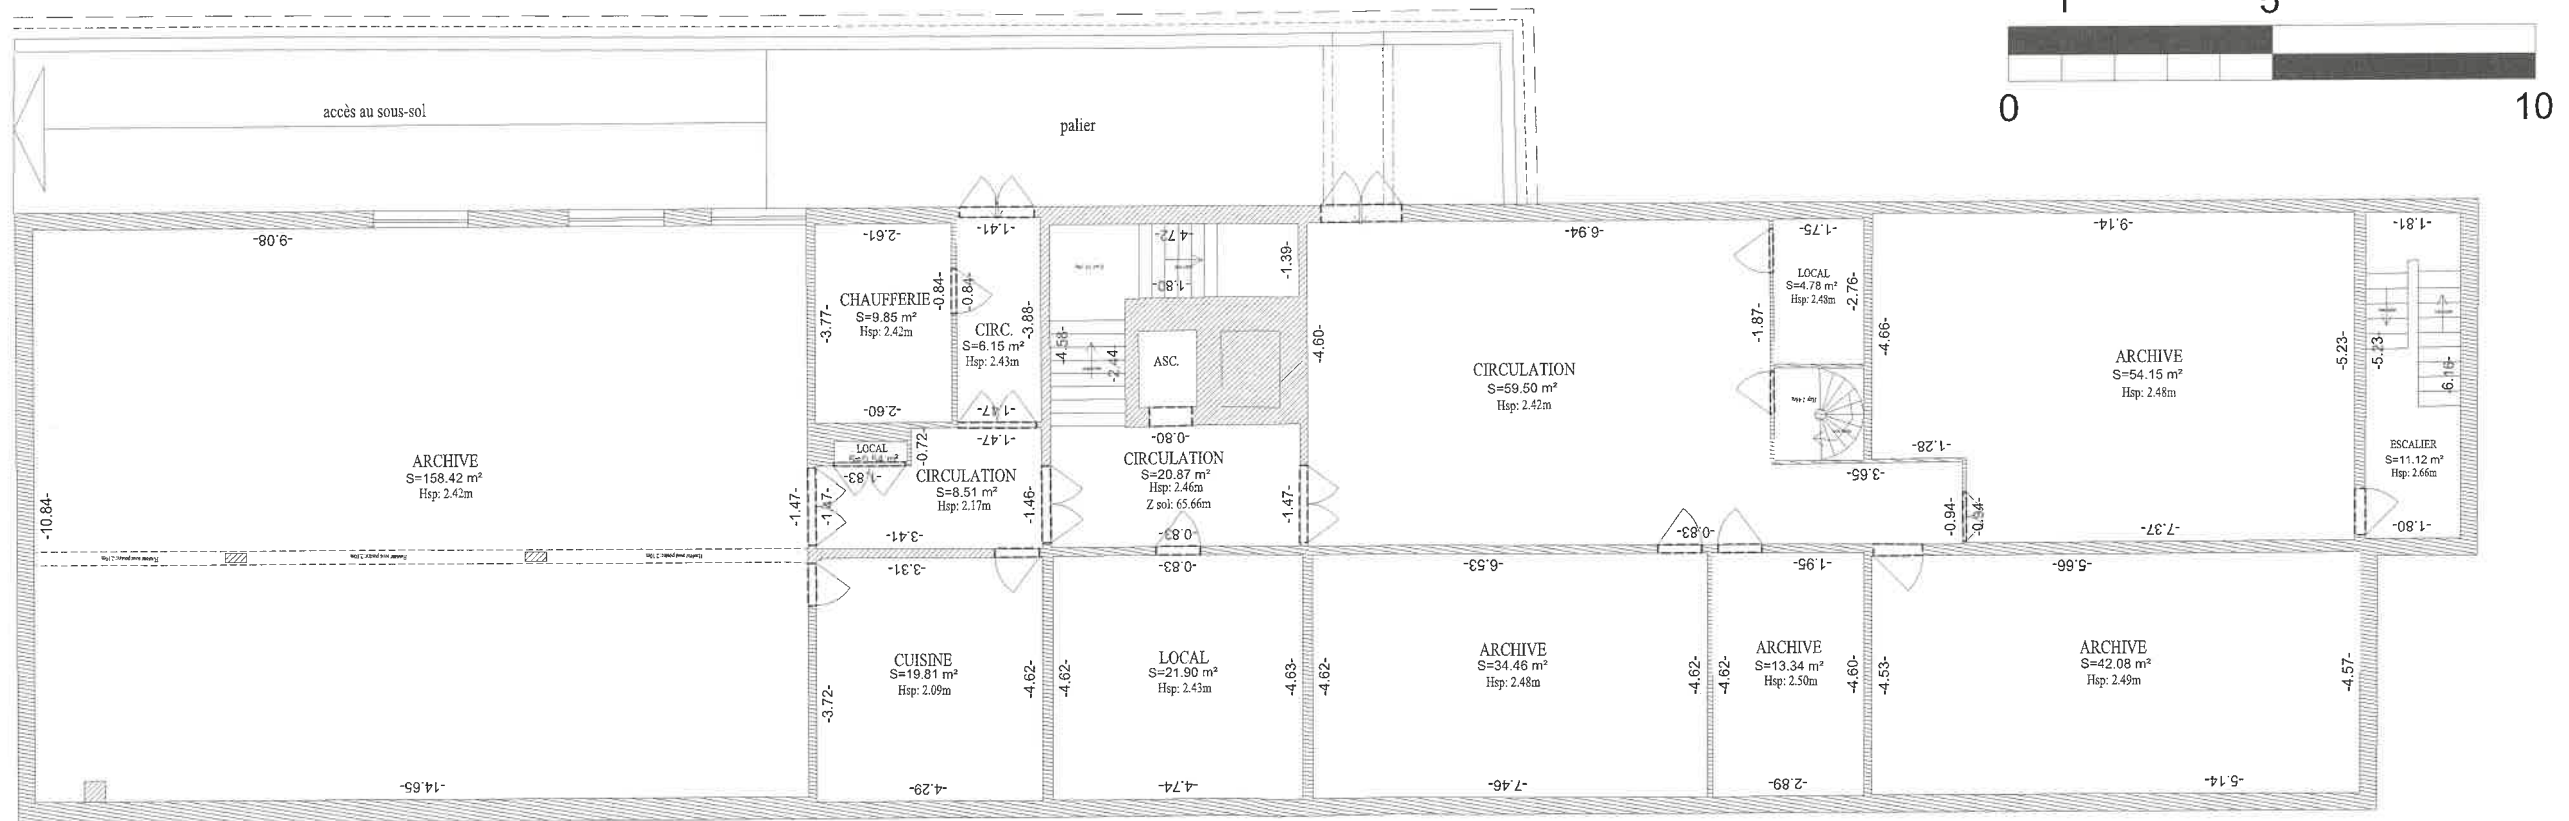 1 5
0 10
accès au sous-sol
palier
-9.08-
-2.61-
-1.41-
-4.72-
-1.39-
-1.80-
-6.94-
-1.75-
-9.14-
-1.81-
CHAUFFERIE
S=9.85 m²
Hsp: 2.42m
-3.77-
-0.84-
-0.84-
-3.88-
CIRC.
S=6.15 m²
Hsp: 2.43m
-2.60-
-1.47-
-1.47-
-4.58-
-2.44-
ASC.
-4.60-
CIRCULATION
S=59.50 m²
Hsp: 2.42m
LOCAL
S=4.78 m²
Hsp: 2.48m
-2.76-
-1.87-
-4.66-
ARCHIVE
S=54.15 m²
Hsp: 2.48m
-5.23-
-5.23-
-6.16-
ESCALIER
S=11.12 m²
Hsp: 2.66m
-1.80-
ARCHIVE
S=158.42 m²
Hsp: 2.42m
-10.84-
LOCAL
-0.72-
-1.83-
-1.47-
-1.47-
CIRCULATION
S=8.51 m²
Hsp: 2.17m
-1.46-
-3.41-
-0.80-
CIRCULATION
S=20.87 m²
Hsp: 2.46m
Z sol: 65.66m
-0.83-
-1.47-
-1.28-
-3.65-
-0.94-
-0.94-
-7.37-
-0.83-
-3.31-
-0.83-
-6.53-
-1.95-
-5.66-
CUISINE
S=19.81 m²
Hsp: 2.09m
-3.72-
-4.62-
-4.62-
LOCAL
S=21.90 m²
Hsp: 2.43m
-4.63-
-4.62-
ARCHIVE
S=34.46 m²
Hsp: 2.48m
-4.62-
-4.62-
ARCHIVE
S=13.34 m²
Hsp: 2.50m
-4.60-
-4.53-
ARCHIVE
S=42.08 m²
Hsp: 2.49m
-4.57-
-14.65-
-4.29-
-4.74-
-7.46-
-2.89-
-5.14-